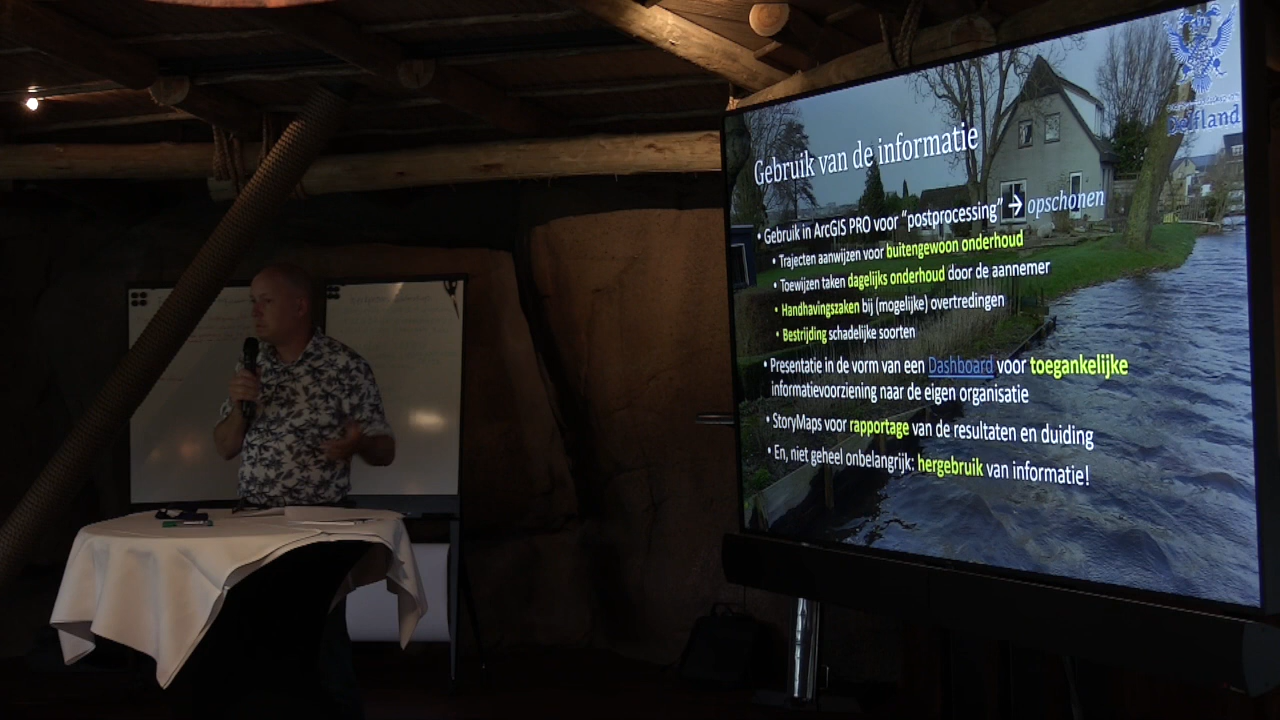 Delfland
Gebruik van de informatie
• Gebruik in ArcGIS PRO voor “postprocessing” → opschonen
• Trajecten aanwijzen voor buitengewoon onderhoud
• Toewijzen taken dagelijks onderhoud door de aannemer
• Handhavingszaken bij (mogelijke) overtredingen
• Bestrijding schadelijke soorten
• Presentatie in de vorm van een Dashboard voor toegankelijke
informatievoorziening naar de eigen organisatie
• StoryMaps voor rapportage van de resultaten en duiding
• En, niet geheel onbelangrijk: hergebruik van informatie!